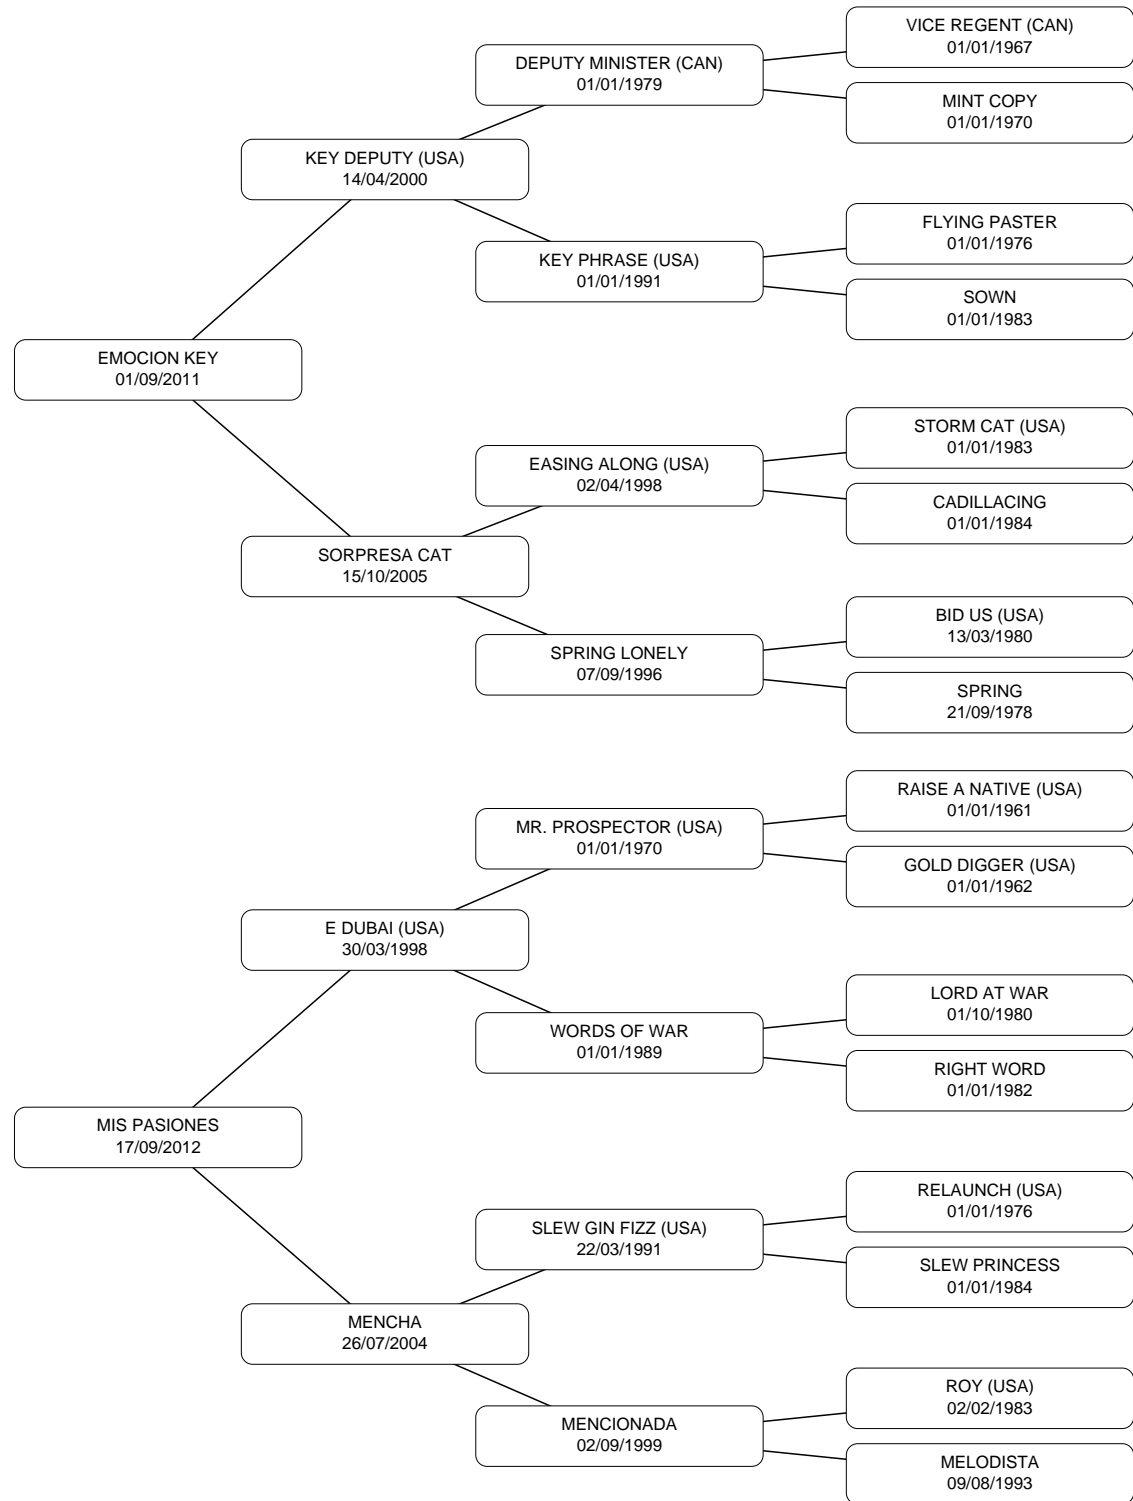 VICE REGENT (CAN)
01/01/1967
DEPUTY MINISTER (CAN)
01/01/1979
MINT COPY
01/01/1970
KEY DEPUTY (USA)
14/04/2000
FLYING PASTER
01/01/1976
KEY PHRASE (USA)
01/01/1991
SOWN
01/01/1983
EMOCION KEY
01/09/2011
STORM CAT (USA)
01/01/1983
EASING ALONG (USA)
02/04/1998
CADILLACING
01/01/1984
SORPRESA CAT
15/10/2005
BID US (USA)
13/03/1980
SPRING LONELY
07/09/1996
SPRING
21/09/1978
RAISE A NATIVE (USA)
01/01/1961
MR. PROSPECTOR (USA)
01/01/1970
GOLD DIGGER (USA)
01/01/1962
E DUBAI (USA)
30/03/1998
LORD AT WAR
01/10/1980
WORDS OF WAR
01/01/1989
RIGHT WORD
01/01/1982
MIS PASIONES
17/09/2012
RELAUNCH (USA)
01/01/1976
SLEW GIN FIZZ (USA)
22/03/1991
SLEW PRINCESS
01/01/1984
MENCHA
26/07/2004
ROY (USA)
02/02/1983
MENCIONADA
02/09/1999
MELODISTA
09/08/1993